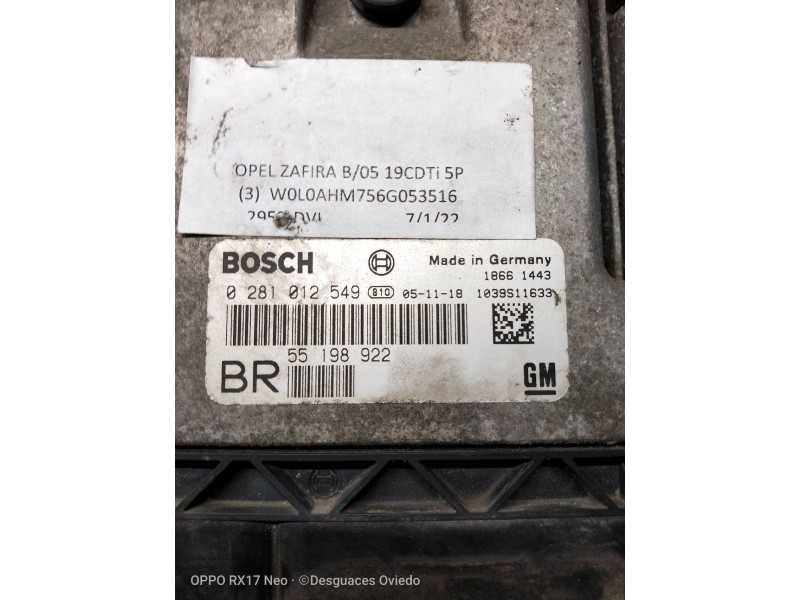 OPEL ZAFIRA B/05 19CDTi 5P
(3) W0L0AHM756G053516
7/1/22
BOSCH
Made in Germany
1866 1443
0 281 012 549 810 05-11-18 1039S11633
55 198 922
BR
GM
OPPO RX17 Neo · ©Desguaces Oviedo